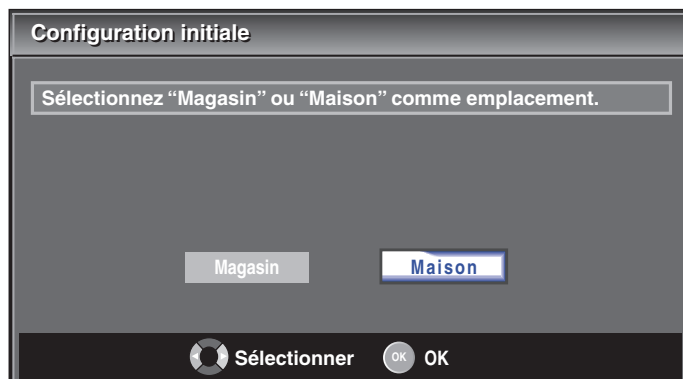 Configuration initiale
Sélectionnez “Magasin” ou “Maison” comme emplacement.
Magasin Maison
Sélectionner OK OK